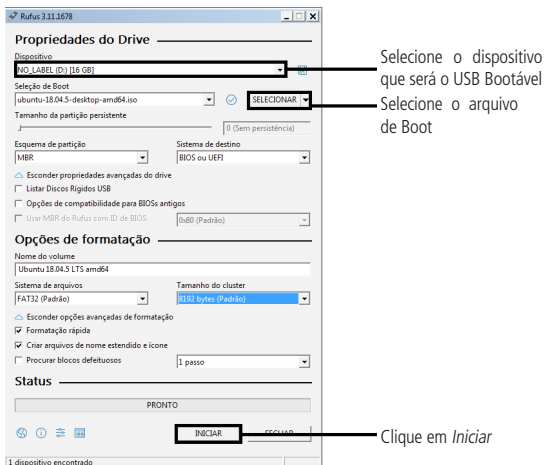 Rufus 3.11.1678
Propriedades do Drive
Dispositivo
NO_LABEL (D:) [16 GB]
Seleção de Boot
ubuntu-18.04.5-desktop-amd64.iso
SELECIONAR
Tamanho da partição persistente
0 (Sem persistência)
Esquema de partição
Sistema de destino
MBR
BIOS ou UEFI
Esconder propriedades avançadas do drive
Listar Discos Rígidos USB
Opções de compatibilidade para BIOSs antigos
Usar MBR do Rufus com ID de BIOS
0x80 (Padrão)
Opções de formatação
Nome do volume
Ubuntu 18.04.5 LTS amd64
Sistema de arquivos
Tamanho do cluster
FAT32 (Padrão)
8192 bytes (Padrão)
Esconder opções avançadas de formatação
Formatação rápida
Criar arquivos de nome estendido e ícone
Procurar blocos defeituosos
1 passo
Status
PRONTO
INICIAR
FECHAR
1 dispositivo encontrado
Selecione o dispositivo
que será o USB Bootável
Selecione o arquivo
de Boot
Clique em Iniciar